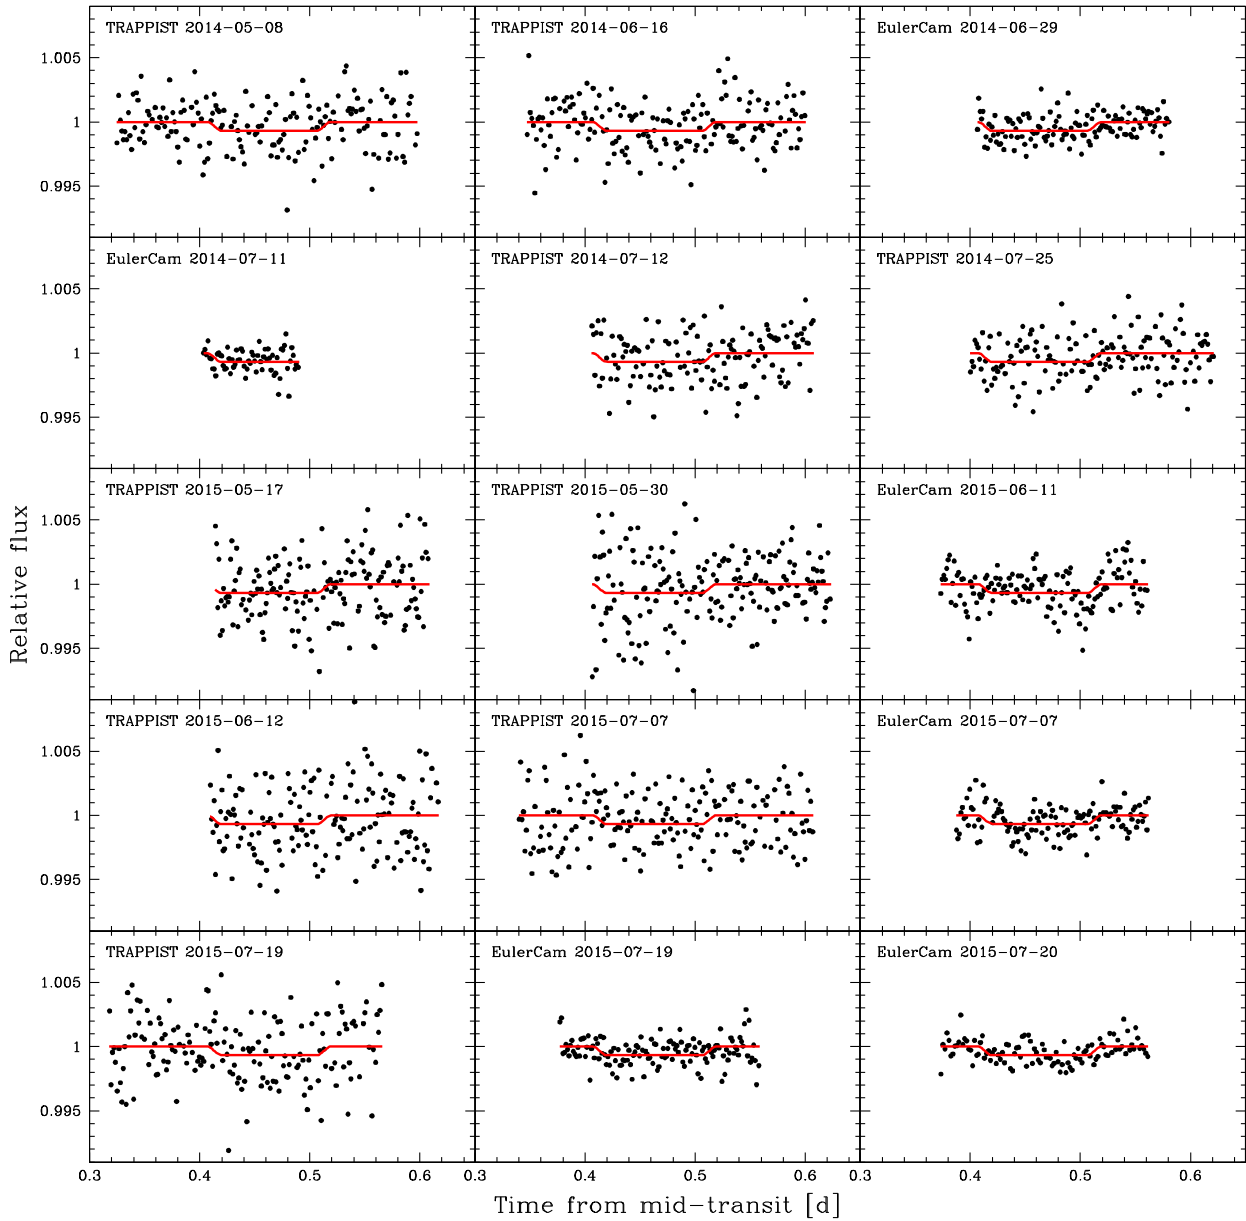 TRAPPIST 2014-05-08 TRAPPIST 2014-06-16 EulerCam 2014-06-29
1.005
1
0.995
EulerCam 2014-07-11 TRAPPIST 2014-07-12 TRAPPIST 2014-07-25
1.005
1
0.995
TRAPPIST 2015-05-17 TRAPPIST 2015-05-30 EulerCam 2015-06-11
1.005
1
0.995
Relative flux
TRAPPIST 2015-06-12 TRAPPIST 2015-07-07 EulerCam 2015-07-07
1.005
1
0.995
TRAPPIST 2015-07-19 EulerCam 2015-07-19 EulerCam 2015-07-20
1.005
1
0.995
0.3 0.4 0.5 0.6 0.3 0.4 0.5 0.6 0.3 0.4 0.5 0.6
Time from mid-transit [d]